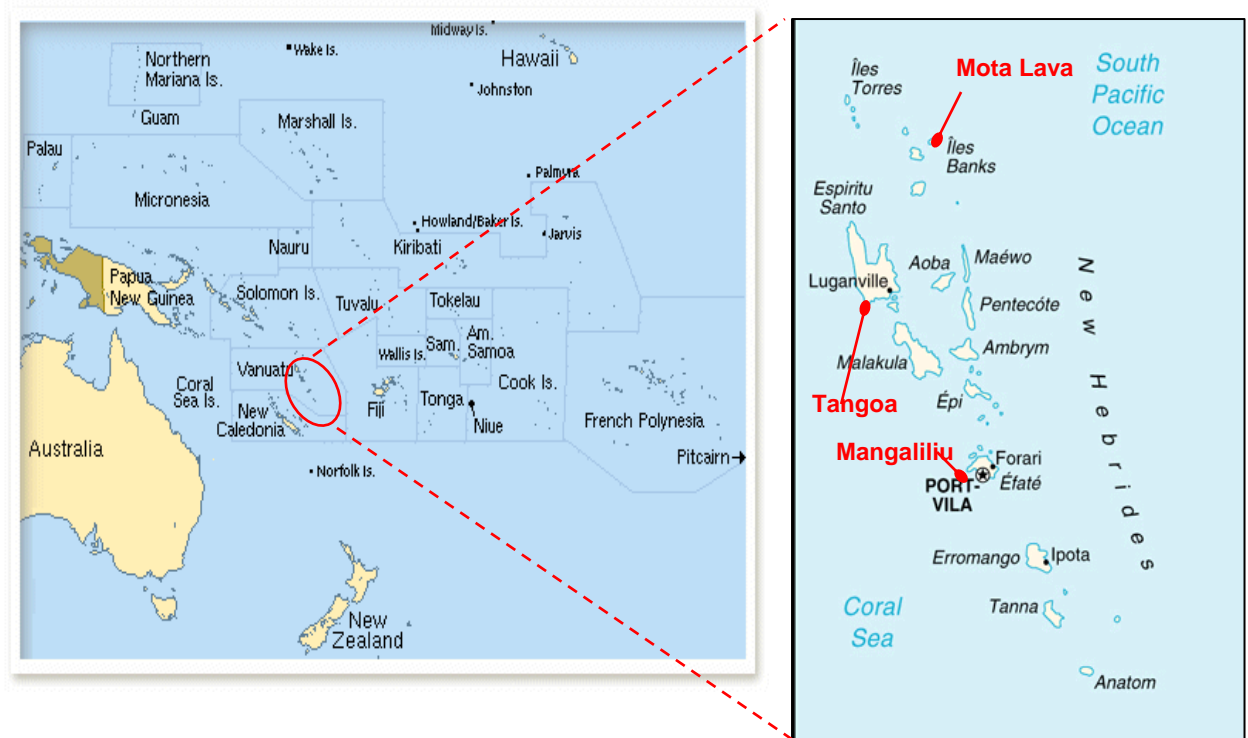 Midway Is.
Wake Is.
Hawaii
Northern
Mariana Is.
Johnston
Guam
Marshall Is.
Palau
Palmyra
Micronesia
Howland/Baker Is.
Jarvis
Nauru
Kiribati
Papua
New Guinea
Solomon Is.
Tuvalu
Tokelau
Am.
Samoa
Sam.
Wallis Is.
Vanuatu
Coral
Sea Is.
Cook Is.
Fiji
Tonga
Niue
New
Caledonia
French Polynesia
Pitcairn
Australia
Norfolk Is.
New
Zealand
Mota Lava
South
Pacific
Ocean
Îles
Torres
Îles
Banks
Espiritu
Santo
Aoba
Maéwo
Luganville
Pentecóte
Malakula
Ambrym
Tangoa
Épi
New Hebrides
Mangaliliu
Forari
PORT-
VILA
Éfaté
Erromango
Ipota
Coral
Sea
Tanna
Anatom